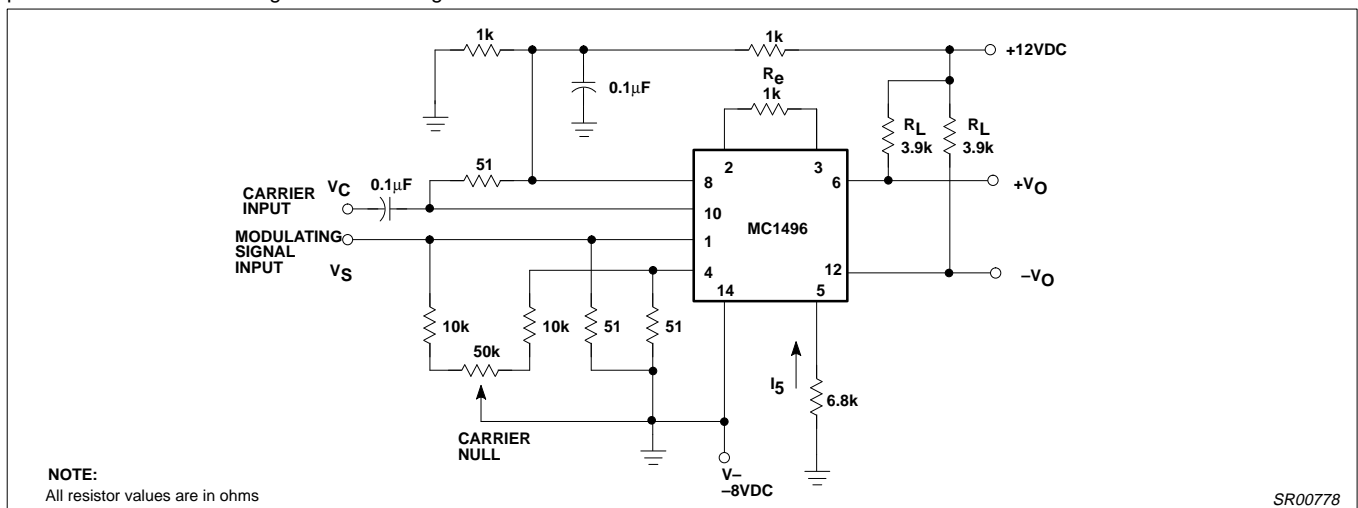 1k
1k
+12VDC
Re
1k
0.1µF
RL
3.9k
RL
3.9k
2
3
51
8
6
+VO
CARRIER
INPUT
VC
0.1µF
10
MC1496
MODULATING
SIGNAL
INPUT
VS
1
4
12
–VO
14
5
10k
10k
51
51
50k
I5
6.8k
CARRIER
NULL
V–
–8VDC
NOTE:
All resistor values are in ohms
SR00778